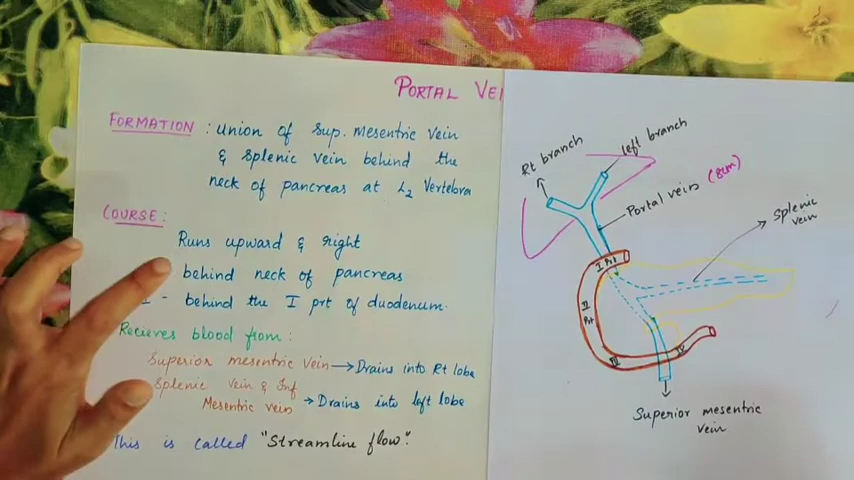 PORTAL VEI
FORMATION : Union of Sup. Mesentric Vein
& Splenic vein behind the
neck of pancreas at L2 Vertebra
COURSE:
Runs upward & right
behind neck of pancreas
I - behind the I prt of duodenum.
Recieves blood from:
Superior mesentric vein → Drains into Rt lobe
Splenic vein & Inf
Mesentric vein → Drains into left lobe
This is called "Streamline flow".
Rt branch
left branch
Portal vein (8cm)
Splenic
vein
I Prt
II
Prt
III
IV
Superior mesentric
vein